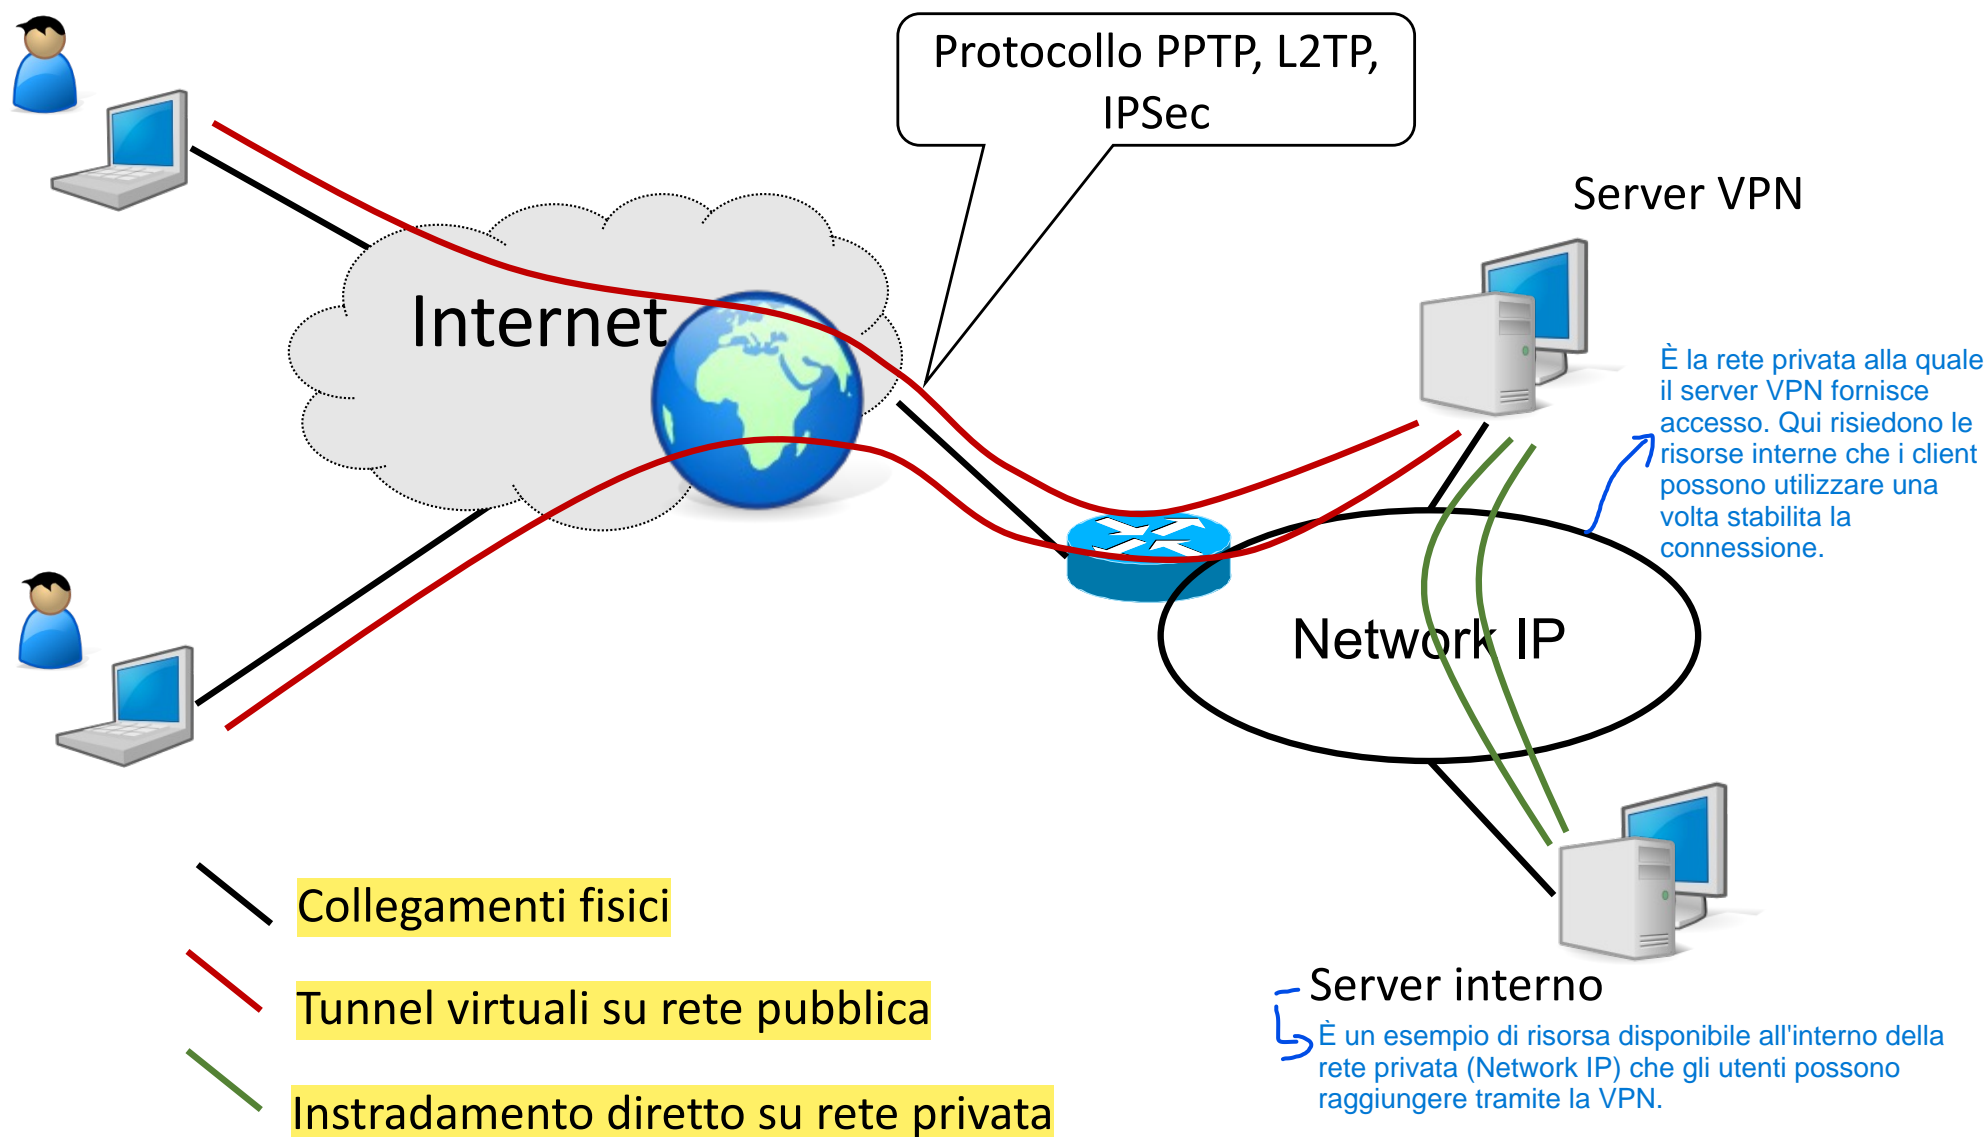 Protocollo PPTP, L2TP,
IPSec
Server VPN
Internet
È la rete privata alla quale
il server VPN fornisce
accesso. Qui risiedono le
risorse interne che i client
possono utilizzare una
volta stabilita la
connessione.
Network IP
Collegamenti fisici
Tunnel virtuali su rete pubblica
Instradamento diretto su rete privata
Server interno
È un esempio di risorsa disponibile all'interno della
rete privata (Network IP) che gli utenti possono
raggiungere tramite la VPN.